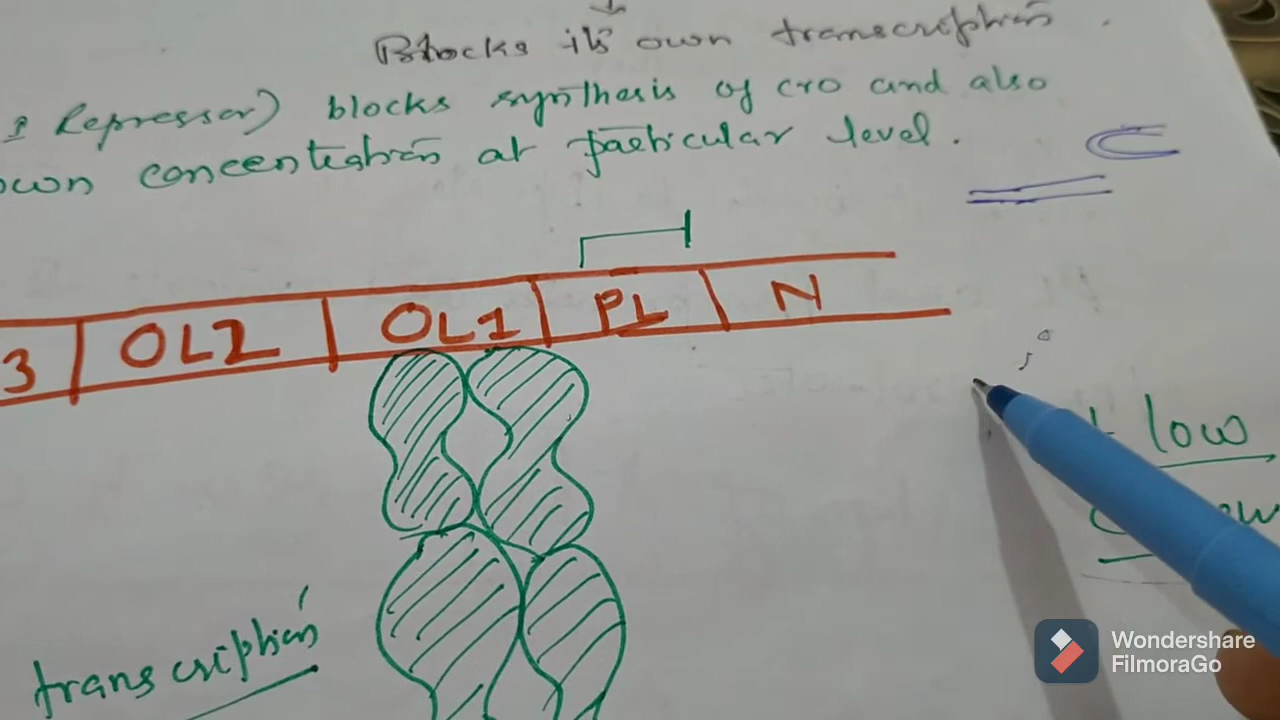 Blocks its own transcription.
Repressor) blocks synthesis of cro and also
own concentration at particular level.
3 OL2 OL1 PL N
low
transcription
Wondershare
FilmoraGo